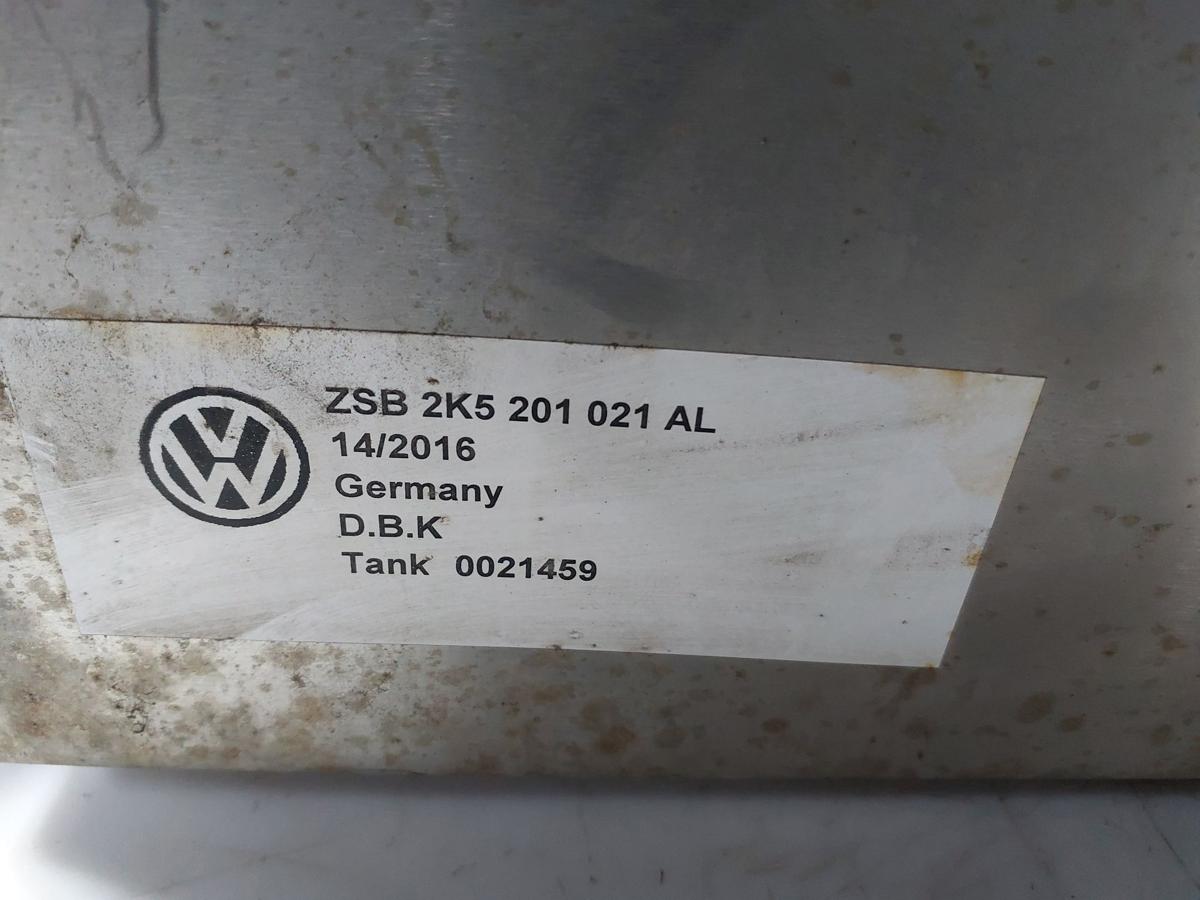 ZSB 2K5 201 021 AL
14/2016
Germany
D.B.K
Tank 0021459